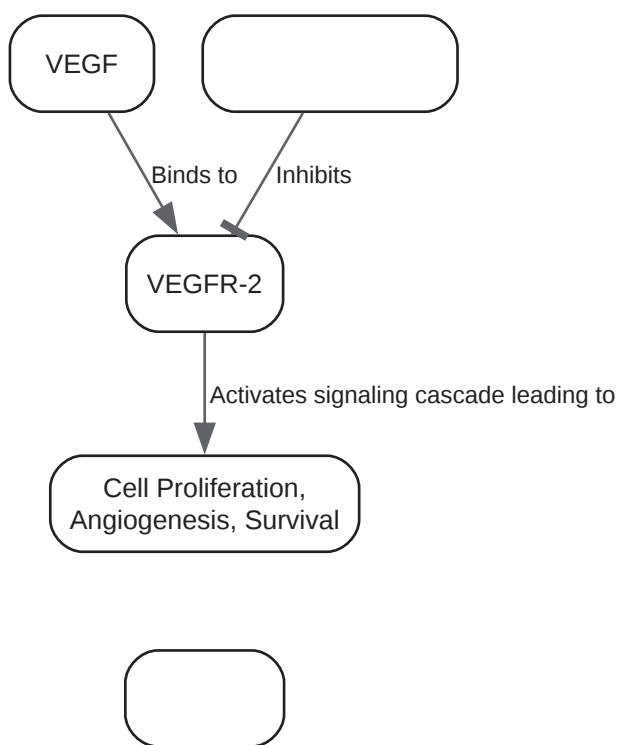 VEGF
Binds to
Inhibits
VEGFR-2
Activates signaling cascade leading to
Cell Proliferation,
Angiogenesis, Survival